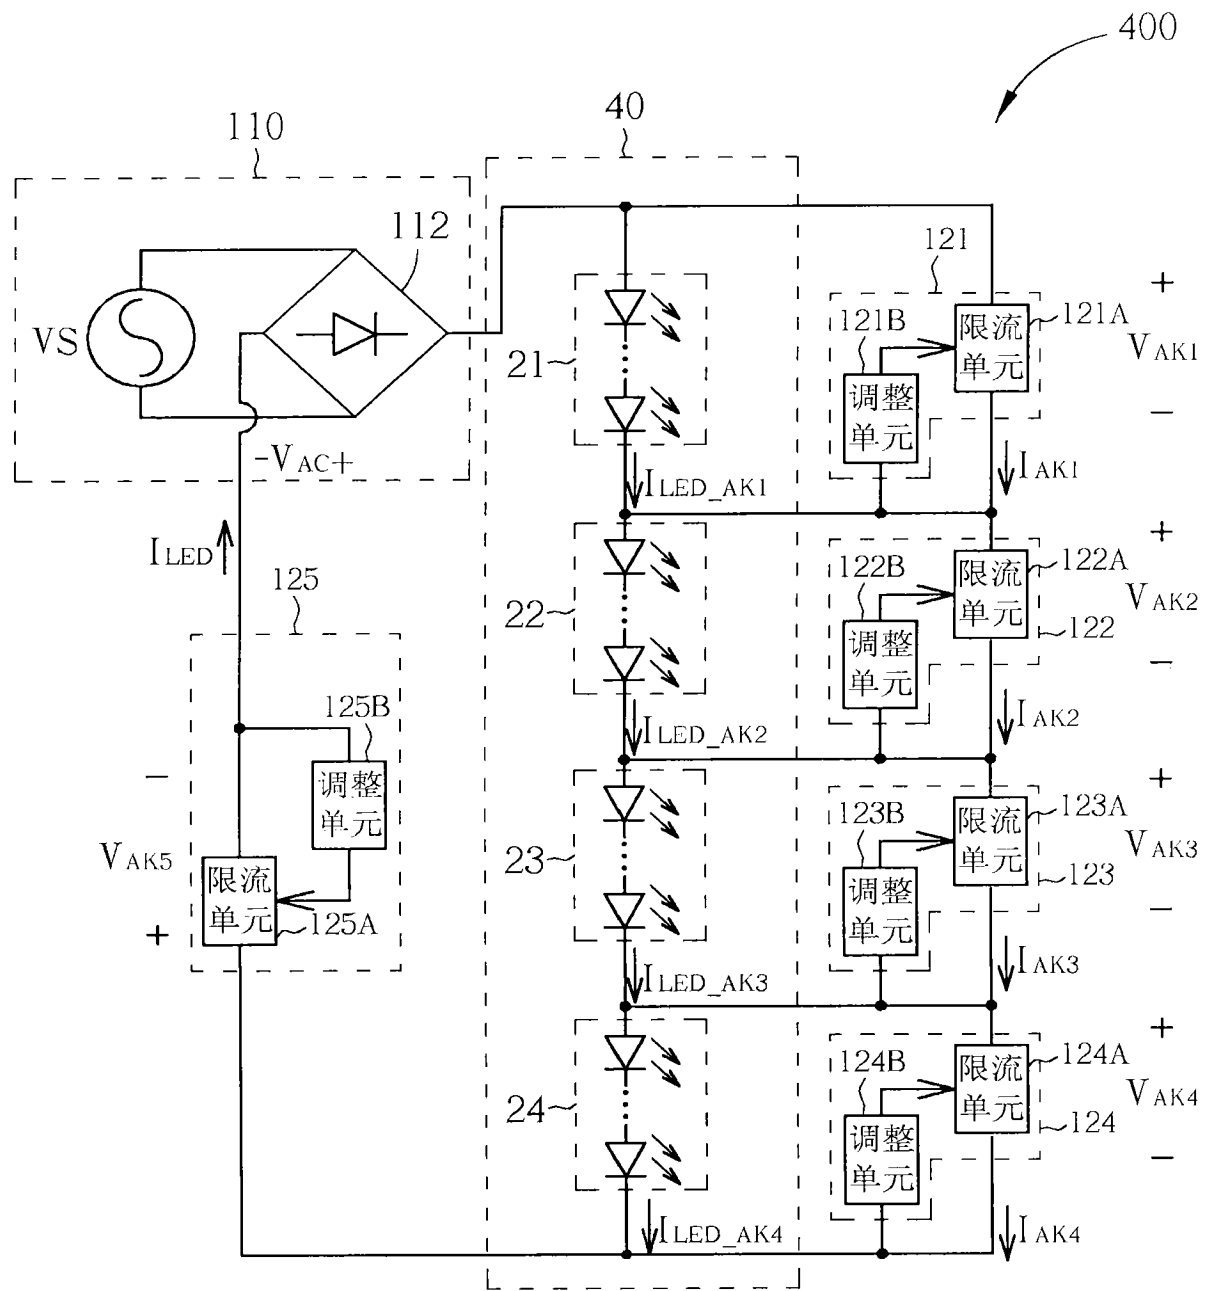 400
110
40
112
VS
-VAC+
ILED
21
ILED_AK1
121
121B
121A
限流
单元
调整
单元
+
VAK1
−
IAK1
22
ILED_AK2
122B
122A
限流
单元
调整
单元
122
+
VAK2
−
IAK2
125
125B
调整
单元
−
VAK5
+
限流
单元
125A
23
ILED_AK3
123B
123A
限流
单元
调整
单元
123
+
VAK3
−
IAK3
24
ILED_AK4
124B
124A
限流
单元
调整
单元
124
+
VAK4
−
IAK4